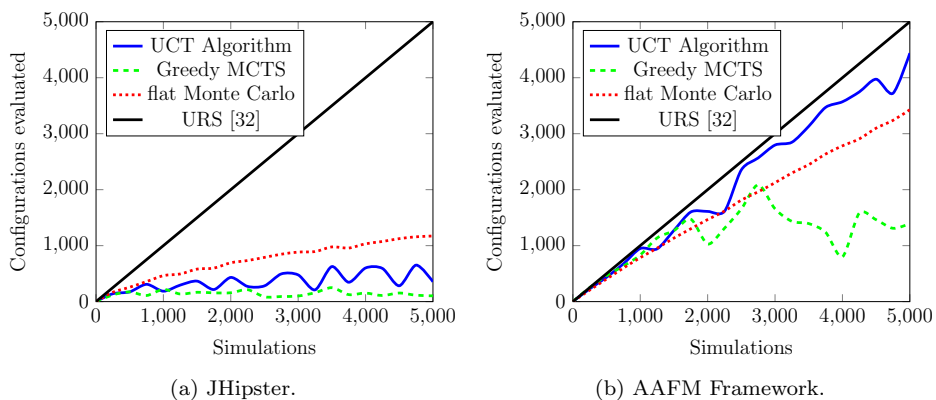 5,000
4,000
3,000
2,000
1,000
0
Configurations evaluated
UCT Algorithm
Greedy MCTS
flat Monte Carlo
URS [32]
0
1,000
2,000
3,000
4,000
5,000
Simulations
(a) JHipster.
5,000
4,000
3,000
2,000
1,000
0
Configurations evaluated
UCT Algorithm
Greedy MCTS
flat Monte Carlo
URS [32]
0
1,000
2,000
3,000
4,000
5,000
Simulations
(b) AAFM Framework.